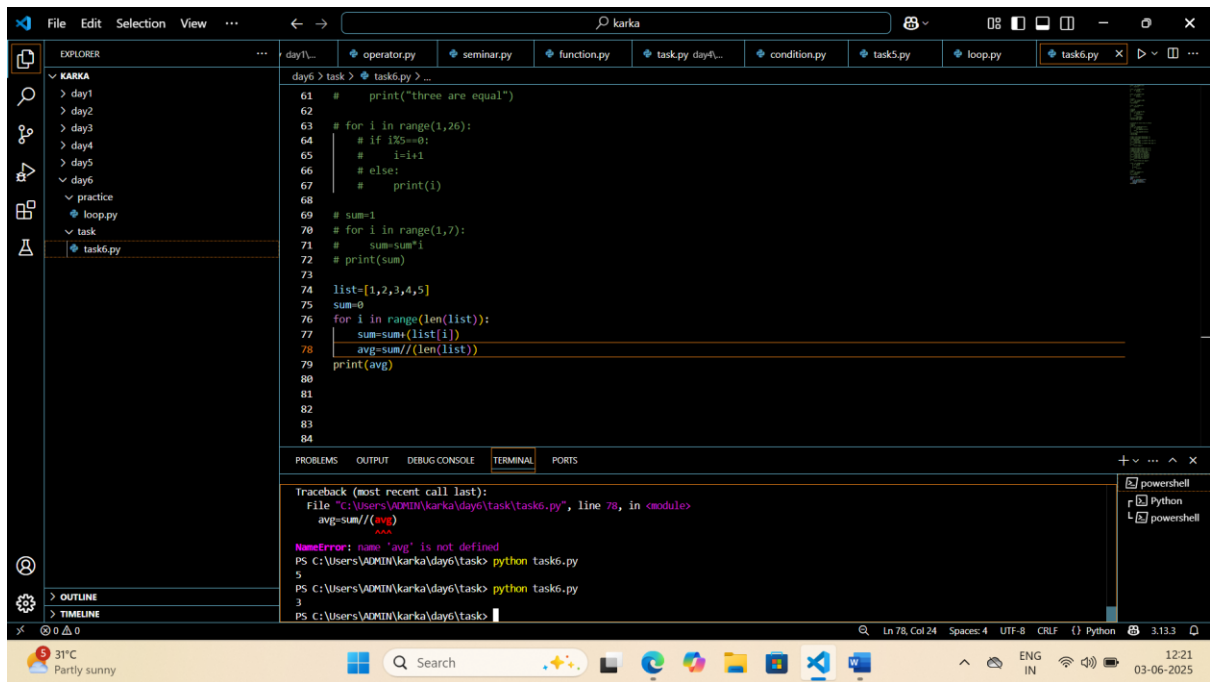 File Edit Selection View ··· karka
EXPLORER ···
KARKA
day1
day2
day3
day4
day5
day6
practice
loop.py
task
task6.py
OUTLINE
TIMELINE
day1\... operator.py seminar.py function.py task.py day4\... condition.py task5.py loop.py task6.py
day6 > task > task6.py > ...
61 #     print("three are equal")
62
63 # for i in range(1,26):
64     # if i%5==0:
65     #     i=i+1
66     # else:
67     #     print(i)
68
69 # sum=1
70 # for i in range(1,7):
71 #     sum=sum*i
72 # print(sum)
73
74 list=[1,2,3,4,5]
75 sum=0
76 for i in range(len(list)):
77     sum=sum+(list[i])
78     avg=sum//(len(list))
79 print(avg)
80
81
82
83
84
PROBLEMS OUTPUT DEBUG CONSOLE TERMINAL PORTS
Traceback (most recent call last):
  File "C:\Users\ADMIN\karka\day6\task\task6.py", line 78, in <module>
    avg=sum//(avg)
              ^^^
NameError: name 'avg' is not defined
PS C:\Users\ADMIN\karka\day6\task> python task6.py
5
PS C:\Users\ADMIN\karka\day6\task> python task6.py
3
PS C:\Users\ADMIN\karka\day6\task>
powershell
Python
powershell
0 0 Ln 78, Col 24 Spaces: 4 UTF-8 CRLF {} Python 3.13.3
5
31°C
Partly sunny
Search
ENG
IN
12:21
03-06-2025